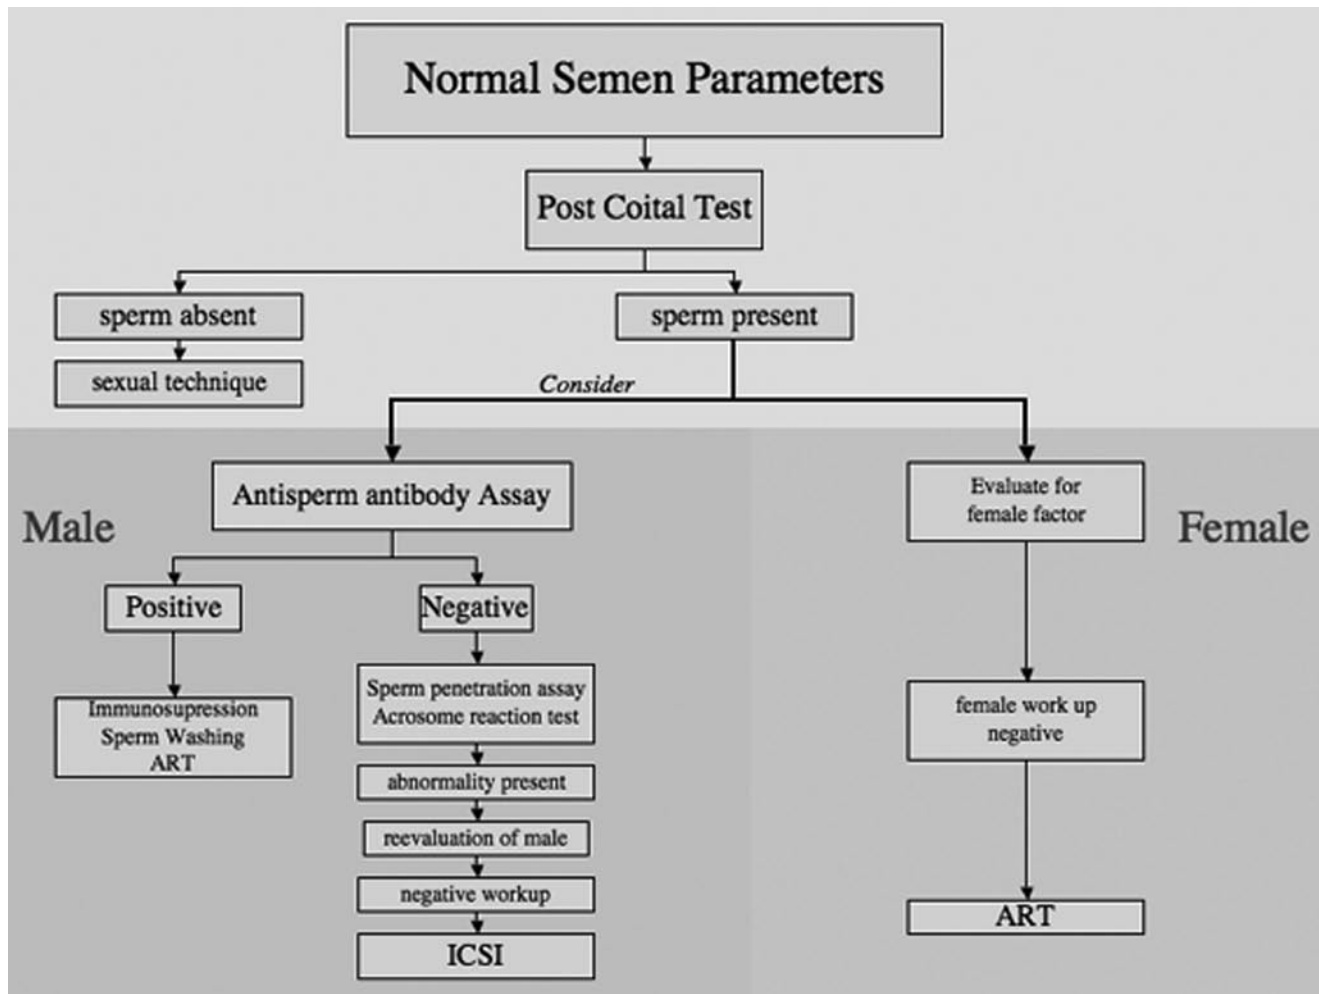 Normal Semen Parameters
Post Coital Test
sperm absent
sperm present
sexual technique
Consider
Male
Female
Antisperm antibody Assay
Evaluate for
female factor
Positive
Negative
Immunosupression
Sperm Washing
ART
Sperm penetration assay
Acrosome reaction test
abnormality present
reevaluation of male
negative workup
ICSI
female work up
negative
ART